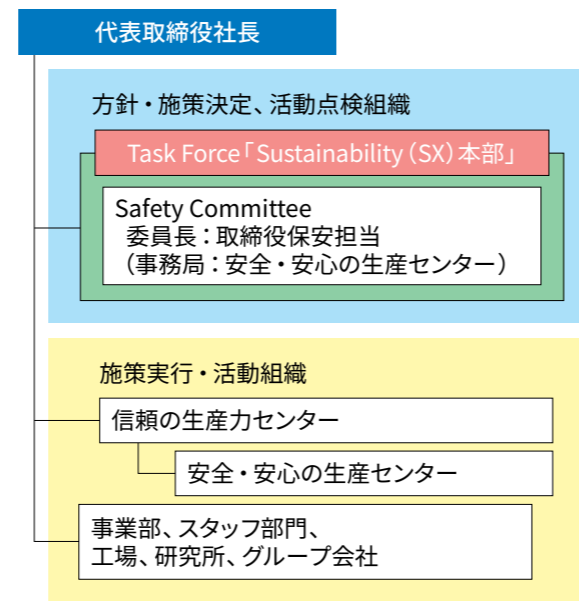 代表取締役社長
方針・施策決定、活動点検組織
Task Force「Sustainability（SX）本部」
Safety Committee
委員長：取締役保安担当
（事務局：安全・安心の生産センター）
施策実行・活動組織
信頼の生産力センター
安全・安心の生産センター
事業部、スタッフ部門、
工場、研究所、グループ会社